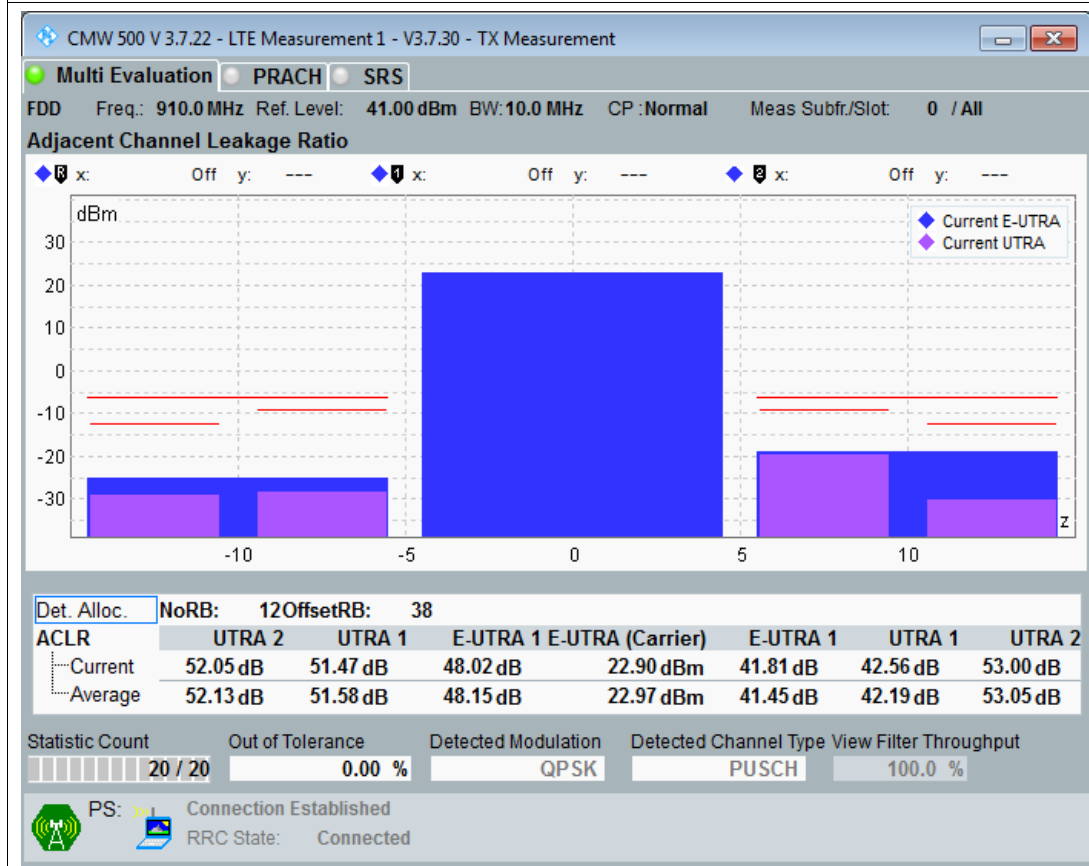 CMW 500 V 3.7.22 - LTE Measurement 1 - V3.7.30 - TX Measurement
Multi Evaluation PRACH SRS
FDD Freq.: 910.0 MHz Ref. Level: 41.00 dBm BW: 10.0 MHz CP : Normal Meas Subfr./Slot: 0 / All
Adjacent Channel Leakage Ratio
R x: Off y: --- 1 x: Off y: --- 2 x: Off y: ---
dBm
Current E-UTRA
Current UTRA
30
20
10
0
-10
-20
-30
z
-10 -5 0 5 10
Det. Alloc. NoRB: 12 OffsetRB: 38
ACLR UTRA 2 UTRA 1 E-UTRA 1 E-UTRA (Carrier) E-UTRA 1 UTRA 1 UTRA 2
Current 52.05 dB 51.47 dB 48.02 dB 22.90 dBm 41.81 dB 42.56 dB 53.00 dB
Average 52.13 dB 51.58 dB 48.15 dB 22.97 dBm 41.45 dB 42.19 dB 53.05 dB
Statistic Count Out of Tolerance Detected Modulation Detected Channel Type View Filter Throughput
20 / 20 0.00 % QPSK PUSCH 100.0 %
PS: Connection Established
RRC State: Connected